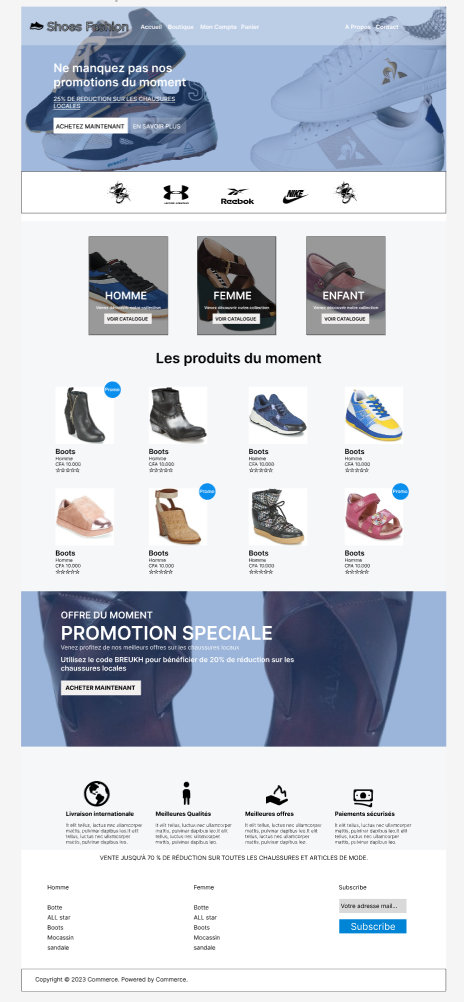 Shoes Fashion Accueil Boutique Mon Compte Panier A Propos Contact
Ne manquez pas nos
promotions du moment
25% DE REDUCTION SUR LES CHAUSURES
LOCALES
ACHETEZ MAINTENANT EN SAVOIR PLUS
UNDER ARMOUR Reebok NIKE
HOMME FEMME ENFANT
Venez découvrir notre collection Venez découvrir notre collection Venez découvrir notre collection
VOIR CATALOGUE VOIR CATALOGUE VOIR CATALOGUE
Les produits du moment
Promo
Boots Boots Boots Boots
Homme Homme Homme Homme
CFA 10.000 CFA 10.000 CFA 10.000 CFA 10.000
Promo Promo
Boots Boots Boots Boots
Homme Homme Homme Homme
CFA 10.000 CFA 10.000 CFA 10.000 CFA 10.000
OFFRE DU MOMENT
PROMOTION SPECIALE
Venez profitez de nos meilleurs offres sur les chaussures locaux
Utilisez le code BREUKH pour bénéficier de 20% de réduction sur les
chaussures locales
ACHETER MAINTENANT
Livraison internationale Meilleures Qualités Meilleures offres Paiements sécurisés
It elit tellus, luctus nec ullamcorper It elit tellus, luctus nec ullamcorper It elit tellus, luctus nec ullamcorper It elit tellus, luctus nec ullamcorper
mattis, pulvinar dapibus leo.It elit mattis, pulvinar dapibus leo.It elit mattis, pulvinar dapibus leo.It elit mattis, pulvinar dapibus leo.It elit
tellus, luctus nec ullamcorper tellus, luctus nec ullamcorper tellus, luctus nec ullamcorper tellus, luctus nec ullamcorper
mattis, pulvinar dapibus leo. mattis, pulvinar dapibus leo. mattis, pulvinar dapibus leo. mattis, pulvinar dapibus leo.
VENTE JUSQU'À 70 % DE RÉDUCTION SUR TOUTES LES CHAUSSURES ET ARTICLES DE MODE.
Homme Femme Subscribe
Botte Botte Votre adresse mail...
ALL star ALL star
Boots Boots Subscribe
Mocassin Mocassin
sandale sandale
Copyright © 2023 Commerce. Powered by Commerce.